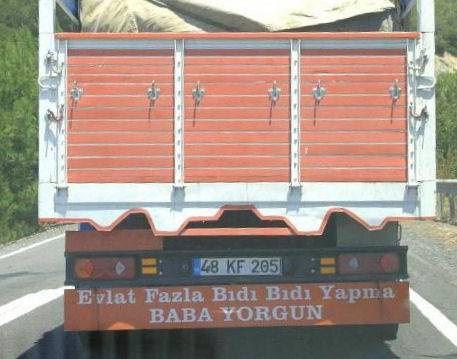 48 KF 205
Evlat Fazla Bıdı Bıdı Yapma
BABA YORGUN